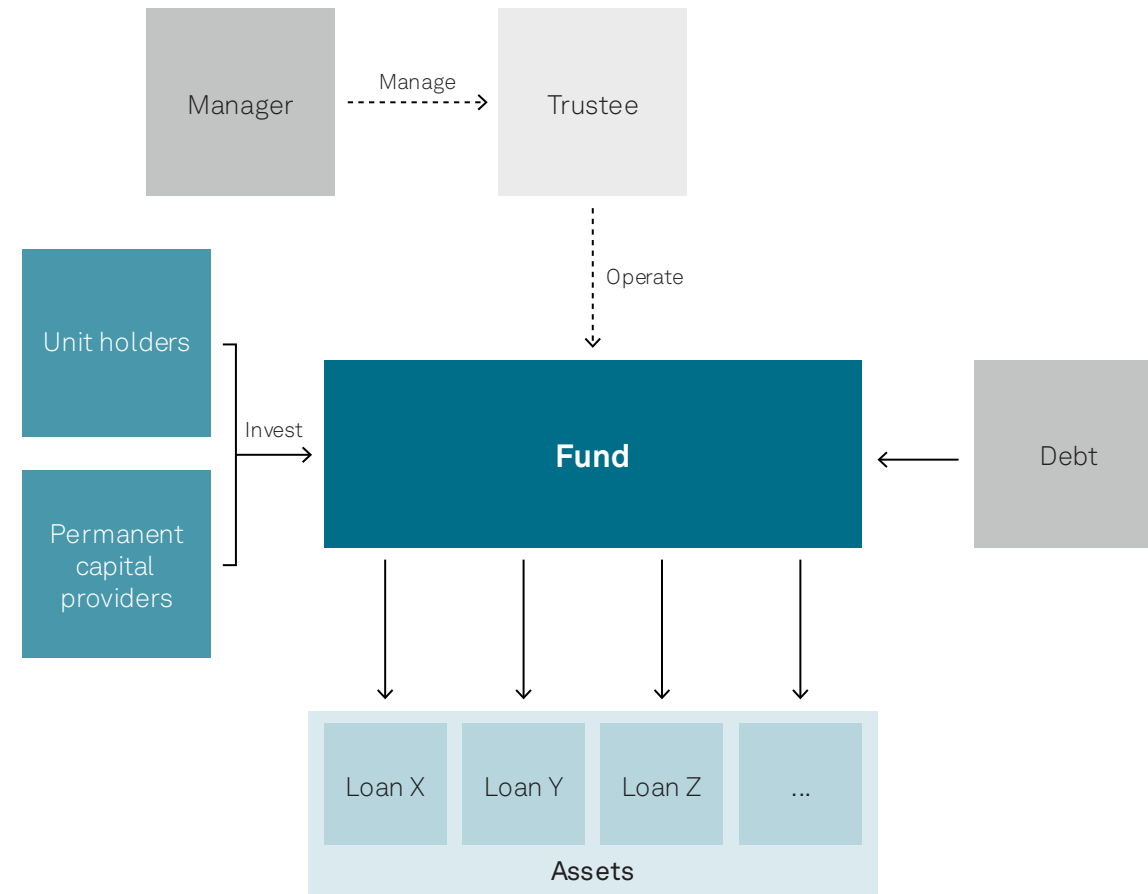 Manager
Manage
Trustee
Operate
Unit holders
Invest
Permanent
capital
providers
Fund
Debt
Loan X
Loan Y
Loan Z
...
Assets